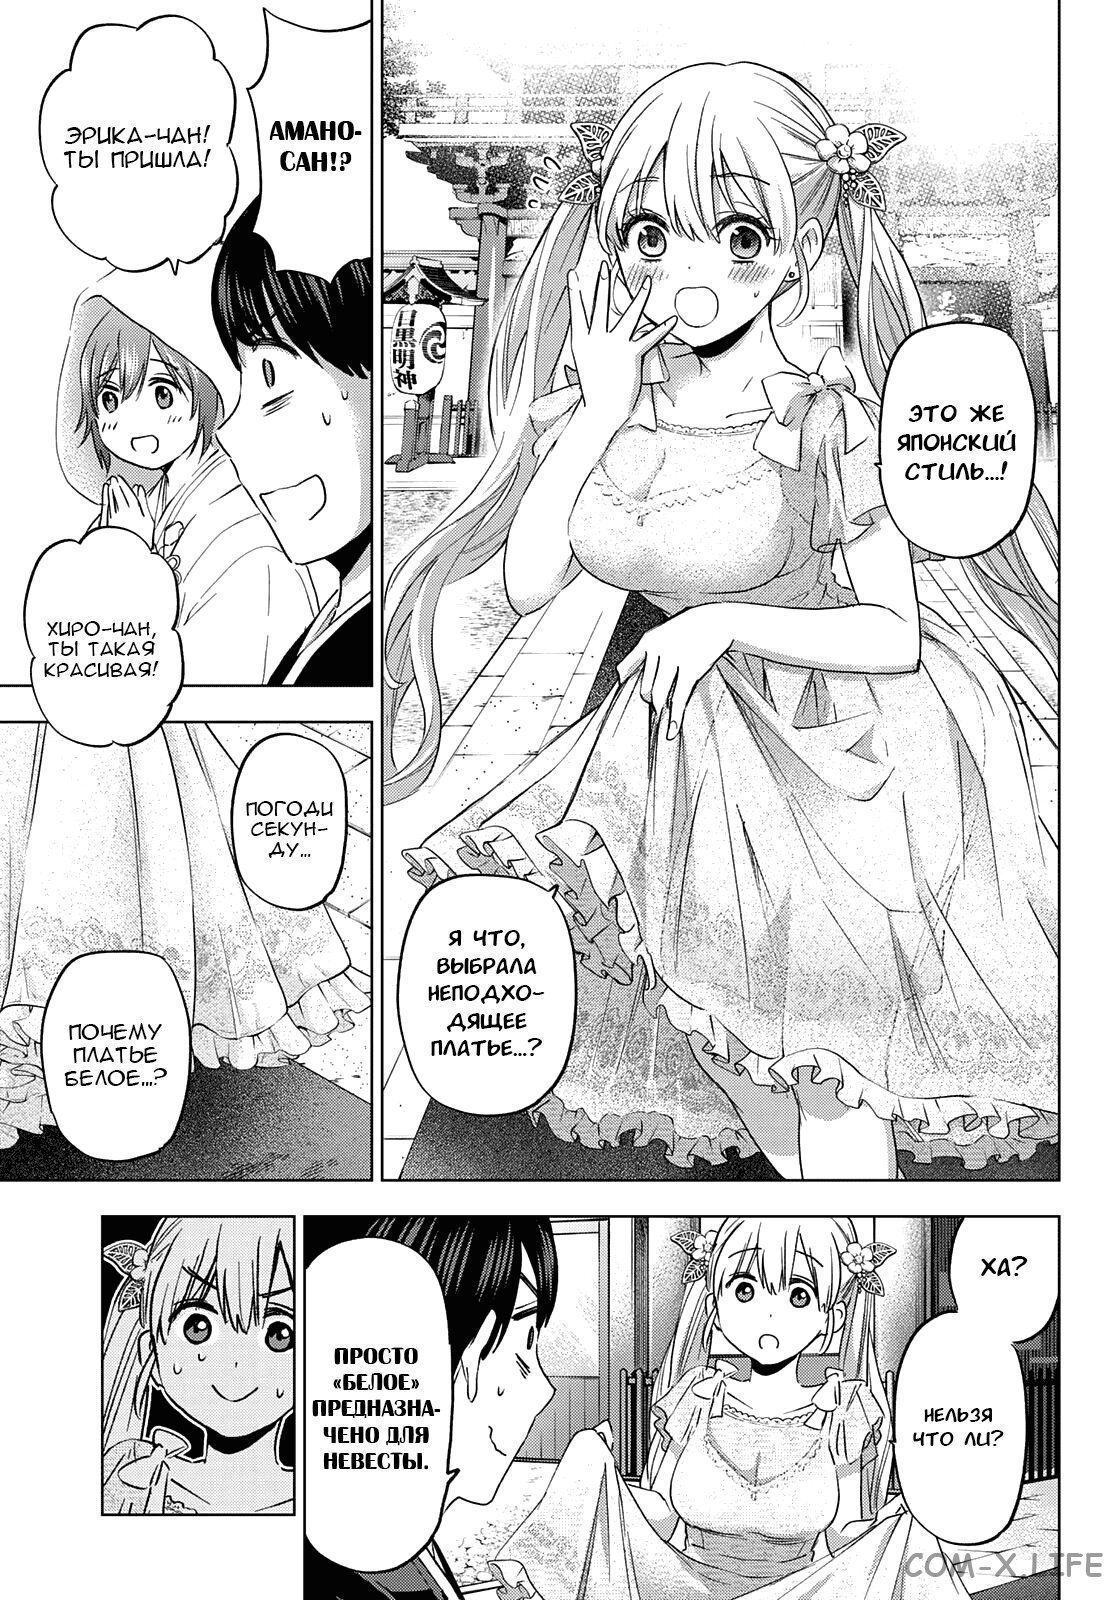 ЭТО ЖЕ
ЯПОНСКИЙ
СТИЛЬ...!
目黒明神
Я ЧТО,
ВЫБРАЛА
НЕПОДХО-
ДЯЩЕЕ
ПЛАТЬЕ...?
АМАНО-
САН!?
ЭРИКА-ЧАН!
ТЫ ПРИШЛА!
ХИРО-ЧАН,
ТЫ ТАКАЯ
КРАСИВАЯ!
ПОГОДИ
СЕКУН-
ДУ...
ПОЧЕМУ
ПЛАТЬЕ
БЕЛОЕ...?
ХА?
НЕЛЬЗЯ
ЧТО ЛИ?
ПРОСТО
«БЕЛОЕ»
ПРЕДНАЗНА-
ЧЕНО ДЛЯ
НЕВЕСТЫ.
COM-X.LIFE